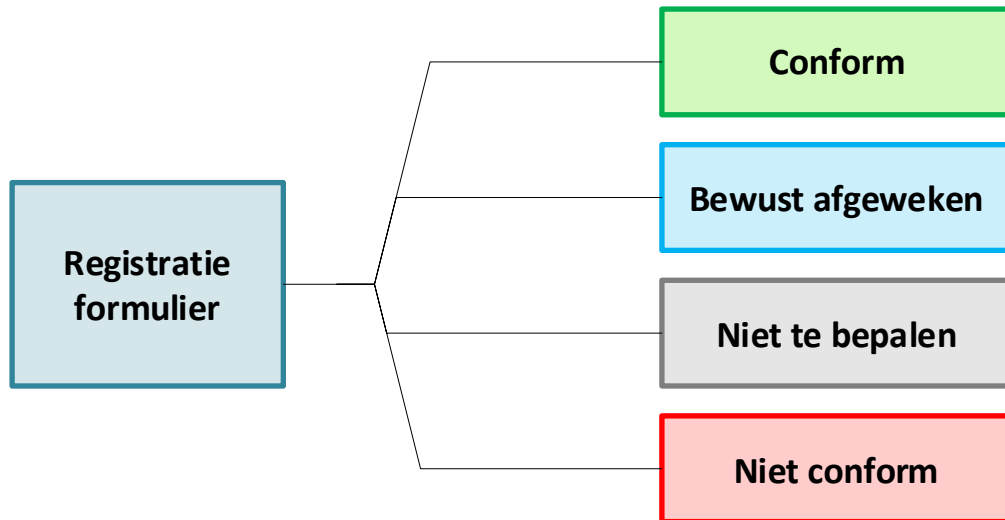 Registratie
formulier
Conform
Bewust afgeweken
Niet te bepalen
Niet conform